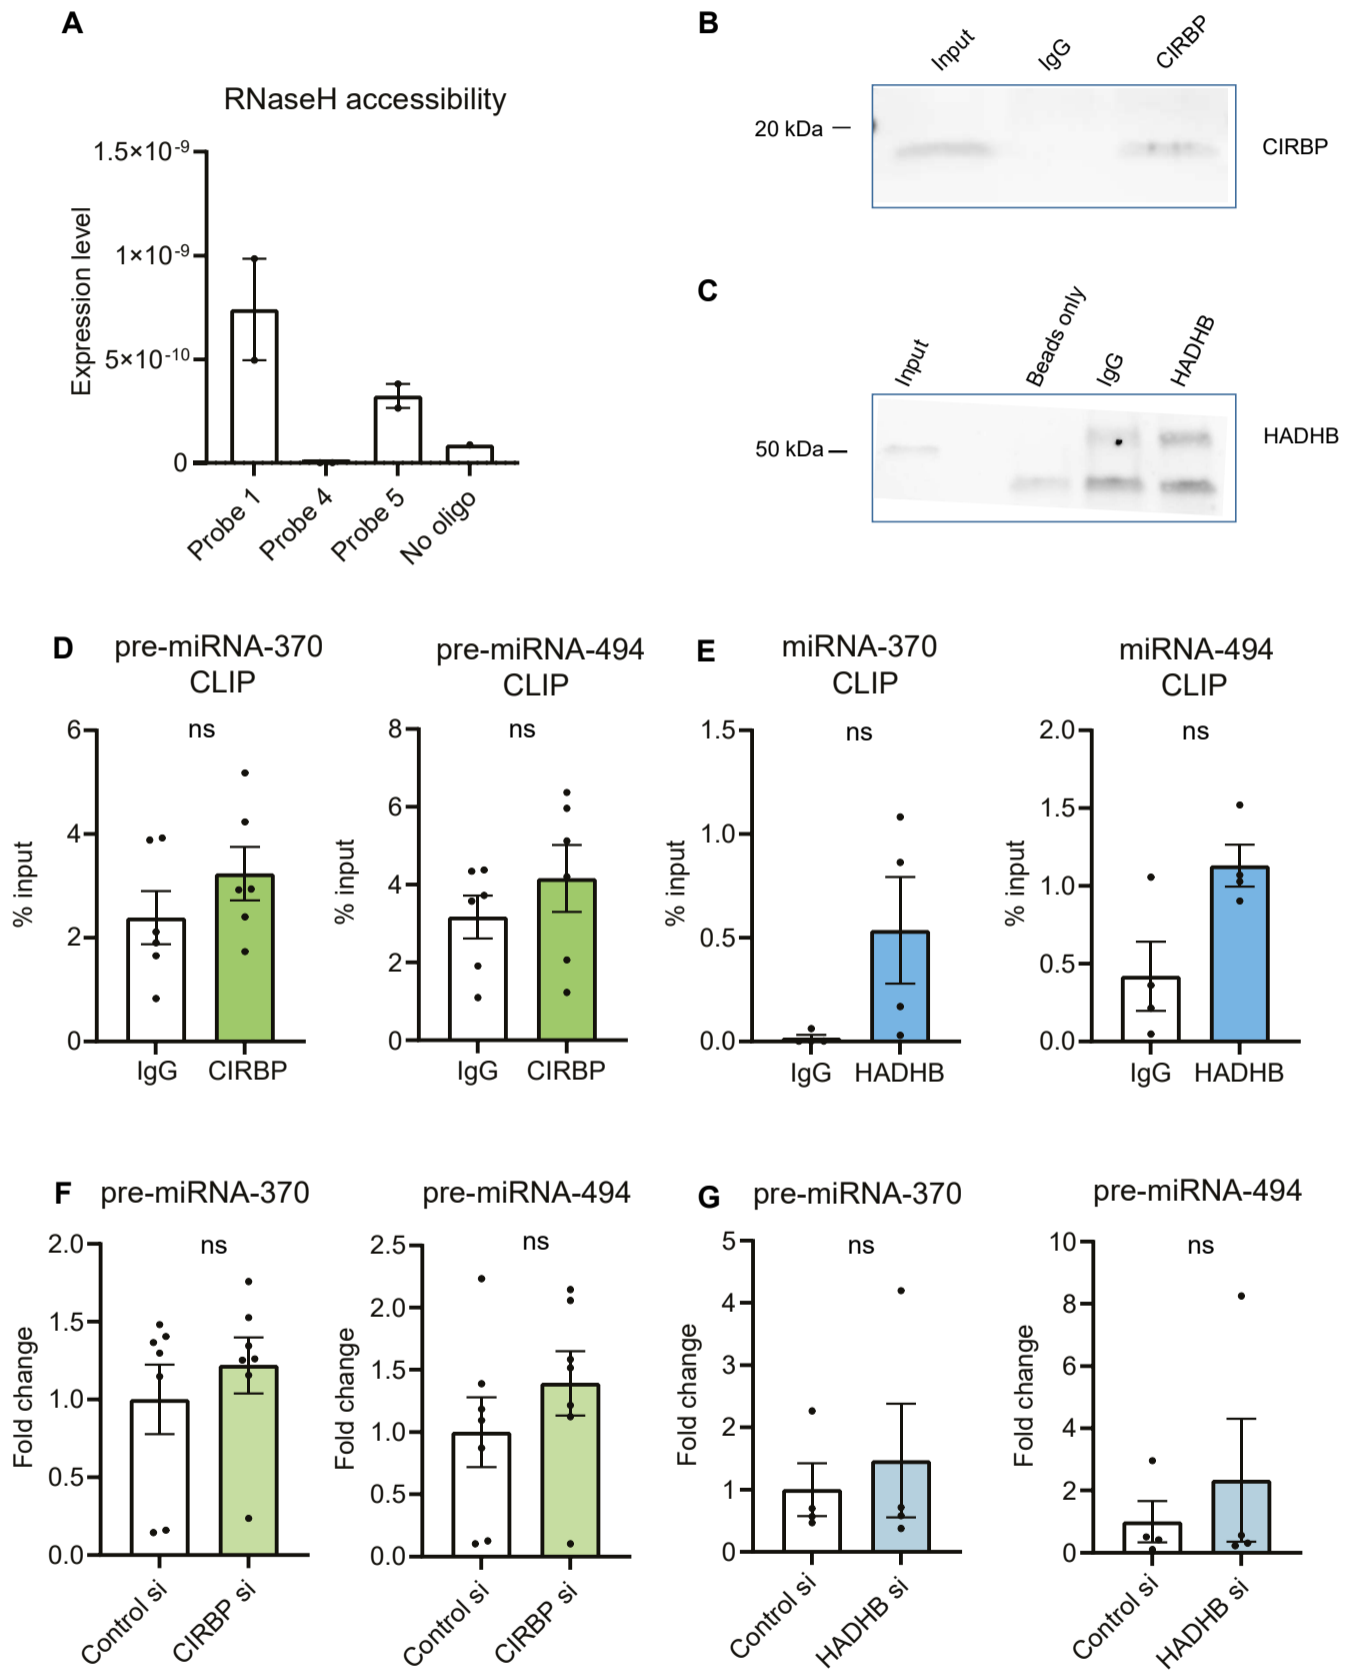 A
RNaseH accessibility
Expression level
1.5×10-9
1×10-9
5×10-10
0
Probe 1
Probe 4
Probe 5
No oligo
B
Input
IgG
CIRBP
20 kDa
CIRBP
C
Input
Beads only
IgG
HADHB
50 kDa
HADHB
D
pre-miRNA-370
CLIP
ns
% input
6
4
2
0
IgG
CIRBP
pre-miRNA-494
CLIP
ns
% input
8
6
4
2
0
IgG
CIRBP
E
miRNA-370
CLIP
ns
% input
1.5
1.0
0.5
0.0
IgG
HADHB
miRNA-494
CLIP
ns
% input
2.0
1.5
1.0
0.5
0.0
IgG
HADHB
F
pre-miRNA-370
ns
Fold change
2.0
1.5
1.0
0.5
0.0
Control si
CIRBP si
pre-miRNA-494
ns
Fold change
2.5
2.0
1.5
1.0
0.5
0.0
Control si
CIRBP si
G
pre-miRNA-370
ns
Fold change
5
4
3
2
1
0
Control si
HADHB si
pre-miRNA-494
ns
Fold change
10
8
6
4
2
0
Control si
HADHB si